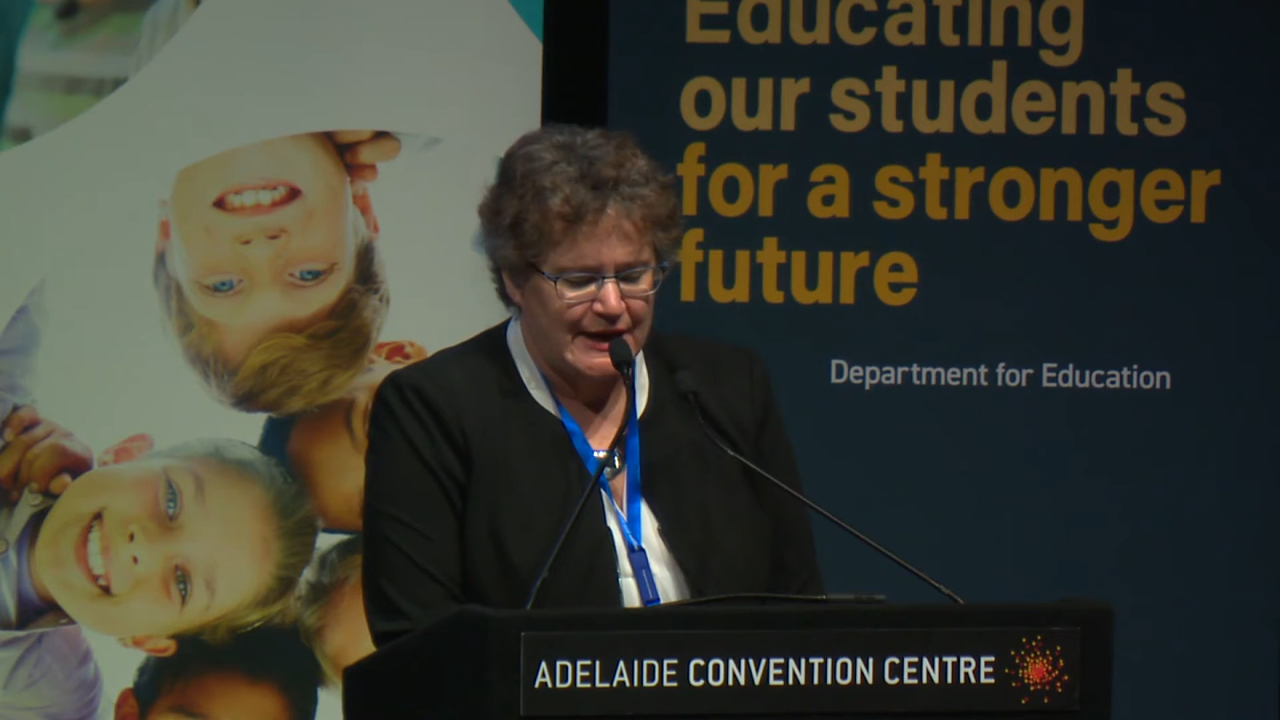 Educating
our students
for a stronger
future
Department for Education
ADELAIDE CONVENTION CENTRE